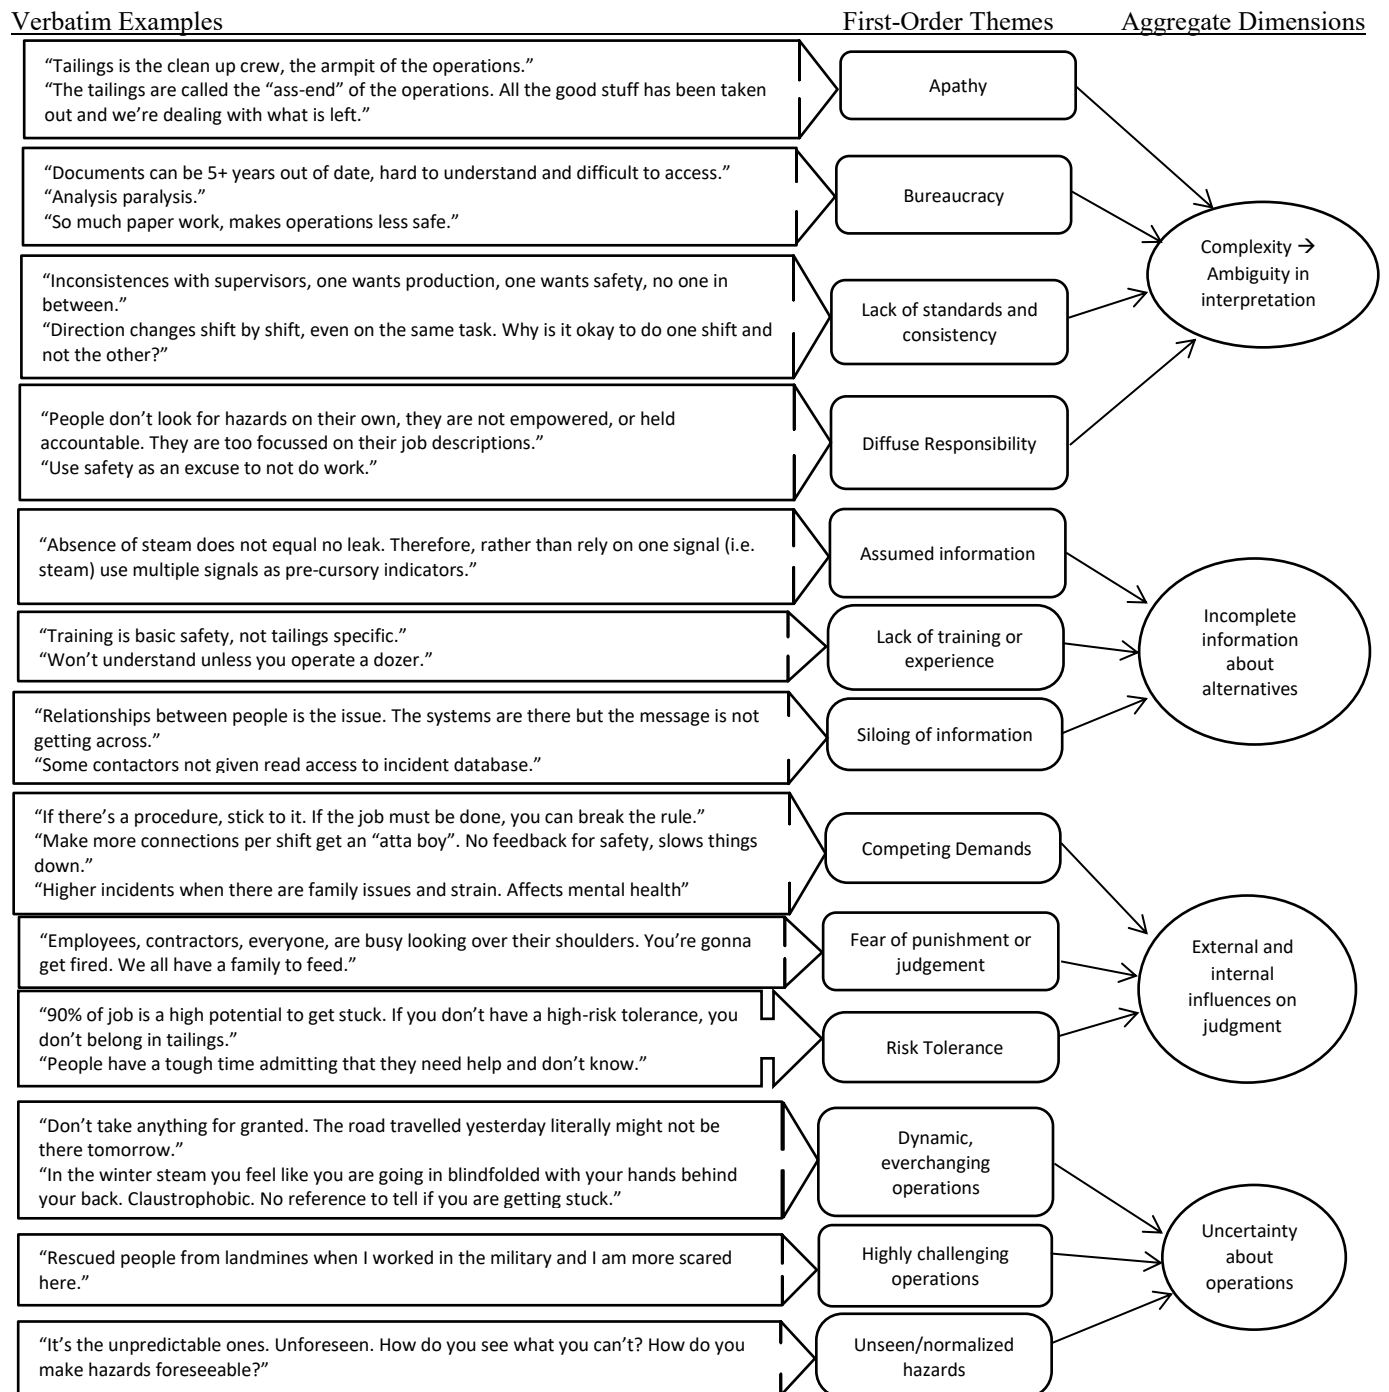 Verbatim Examples
First-Order Themes
Aggregate Dimensions
“Tailings is the clean up crew, the armpit of the operations.”
“The tailings are called the “ass-end” of the operations. All the good stuff has been taken
out and we’re dealing with what is left.”
Apathy
“Documents can be 5+ years out of date, hard to understand and difficult to access.”
“Analysis paralysis.”
“So much paper work, makes operations less safe.”
Bureaucracy
“Inconsistences with supervisors, one wants production, one wants safety, no one in
between.”
“Direction changes shift by shift, even on the same task. Why is it okay to do one shift and
not the other?”
Lack of standards and
consistency
“People don’t look for hazards on their own, they are not empowered, or held
accountable. They are too focussed on their job descriptions.”
“Use safety as an excuse to not do work.”
Diffuse Responsibility
Complexity →
Ambiguity in
interpretation
“Absence of steam does not equal no leak. Therefore, rather than rely on one signal (i.e.
steam) use multiple signals as pre-cursory indicators.”
Assumed information
“Training is basic safety, not tailings specific.”
“Won’t understand unless you operate a dozer.”
Lack of training or
experience
“Relationships between people is the issue. The systems are there but the message is not
getting across.”
“Some contactors not given read access to incident database.”
Siloing of information
Incomplete
information
about
alternatives
“If there’s a procedure, stick to it. If the job must be done, you can break the rule.”
“Make more connections per shift get an “atta boy”. No feedback for safety, slows things
down.”
“Higher incidents when there are family issues and strain. Affects mental health”
Competing Demands
“Employees, contractors, everyone, are busy looking over their shoulders. You’re gonna
get fired. We all have a family to feed.”
Fear of punishment or
judgement
“90% of job is a high potential to get stuck. If you don’t have a high-risk tolerance, you
don’t belong in tailings.”
“People have a tough time admitting that they need help and don’t know.”
Risk Tolerance
External and
internal
influences on
judgment
“Don’t take anything for granted. The road travelled yesterday literally might not be
there tomorrow.”
“In the winter steam you feel like you are going in blindfolded with your hands behind
your back. Claustrophobic. No reference to tell if you are getting stuck.”
Dynamic,
everchanging
operations
“Rescued people from landmines when I worked in the military and I am more scared
here.”
Highly challenging
operations
“It’s the unpredictable ones. Unforeseen. How do you see what you can’t? How do you
make hazards foreseeable?”
Unseen/normalized
hazards
Uncertainty
about
operations